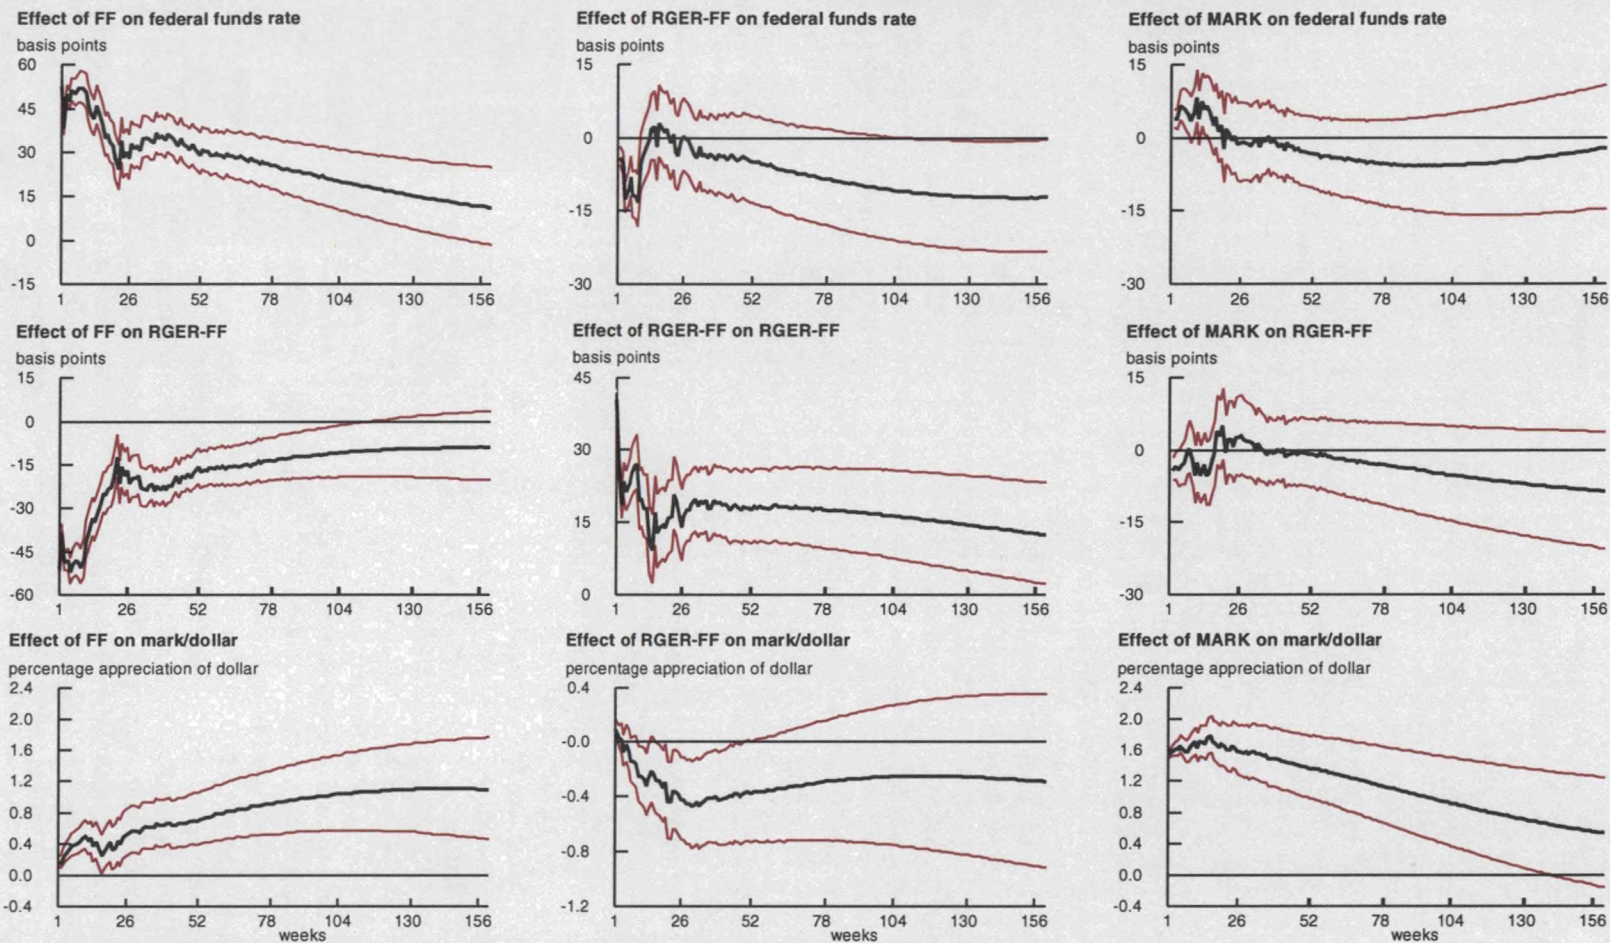 Effect of FF on federal funds rate
basis points
60
45
30
15
0
-15
1 26 52 78 104 130 156
Effect of RGER-FF on federal funds rate
basis points
15
0
-15
-30
1 26 52 78 104 130 156
Effect of MARK on federal funds rate
basis points
15
0
-15
-30
1 26 52 78 104 130 156
Effect of FF on RGER-FF
basis points
15
0
-15
-30
-45
-60
1 26 52 78 104 130 156
Effect of RGER-FF on RGER-FF
basis points
45
30
15
0
1 26 52 78 104 130 156
Effect of MARK on RGER-FF
basis points
15
0
-15
-30
1 26 52 78 104 130 156
Effect of FF on mark/dollar
percentage appreciation of dollar
2.4
2.0
1.6
1.2
0.8
0.4
0.0
-0.4
1 26 52 78 104 130 156
weeks
Effect of RGER-FF on mark/dollar
percentage appreciation of dollar
0.4
-0.0
-0.4
-0.8
-1.2
1 26 52 78 104 130 156
weeks
Effect of MARK on mark/dollar
percentage appreciation of dollar
2.4
2.0
1.6
1.2
0.8
0.4
0.0
-0.4
1 26 52 78 104 130 156
weeks